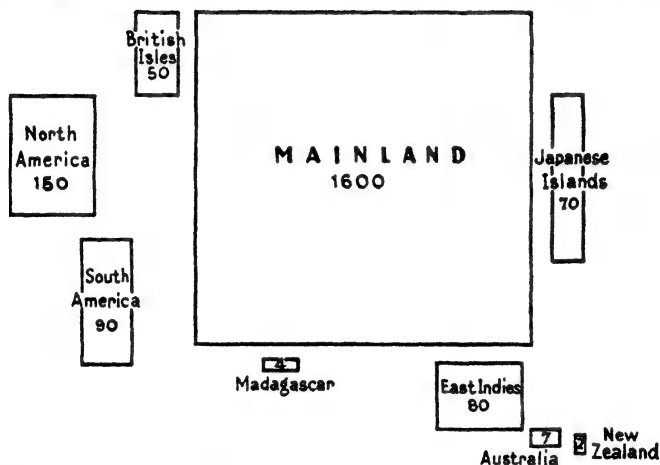 British
Isles
50
North
America
150
MAINLAND
1600
Japanese
Islands
70
South
America
90
4
Madagascar
East Indies
80
7
Australia
2
New
Zealand